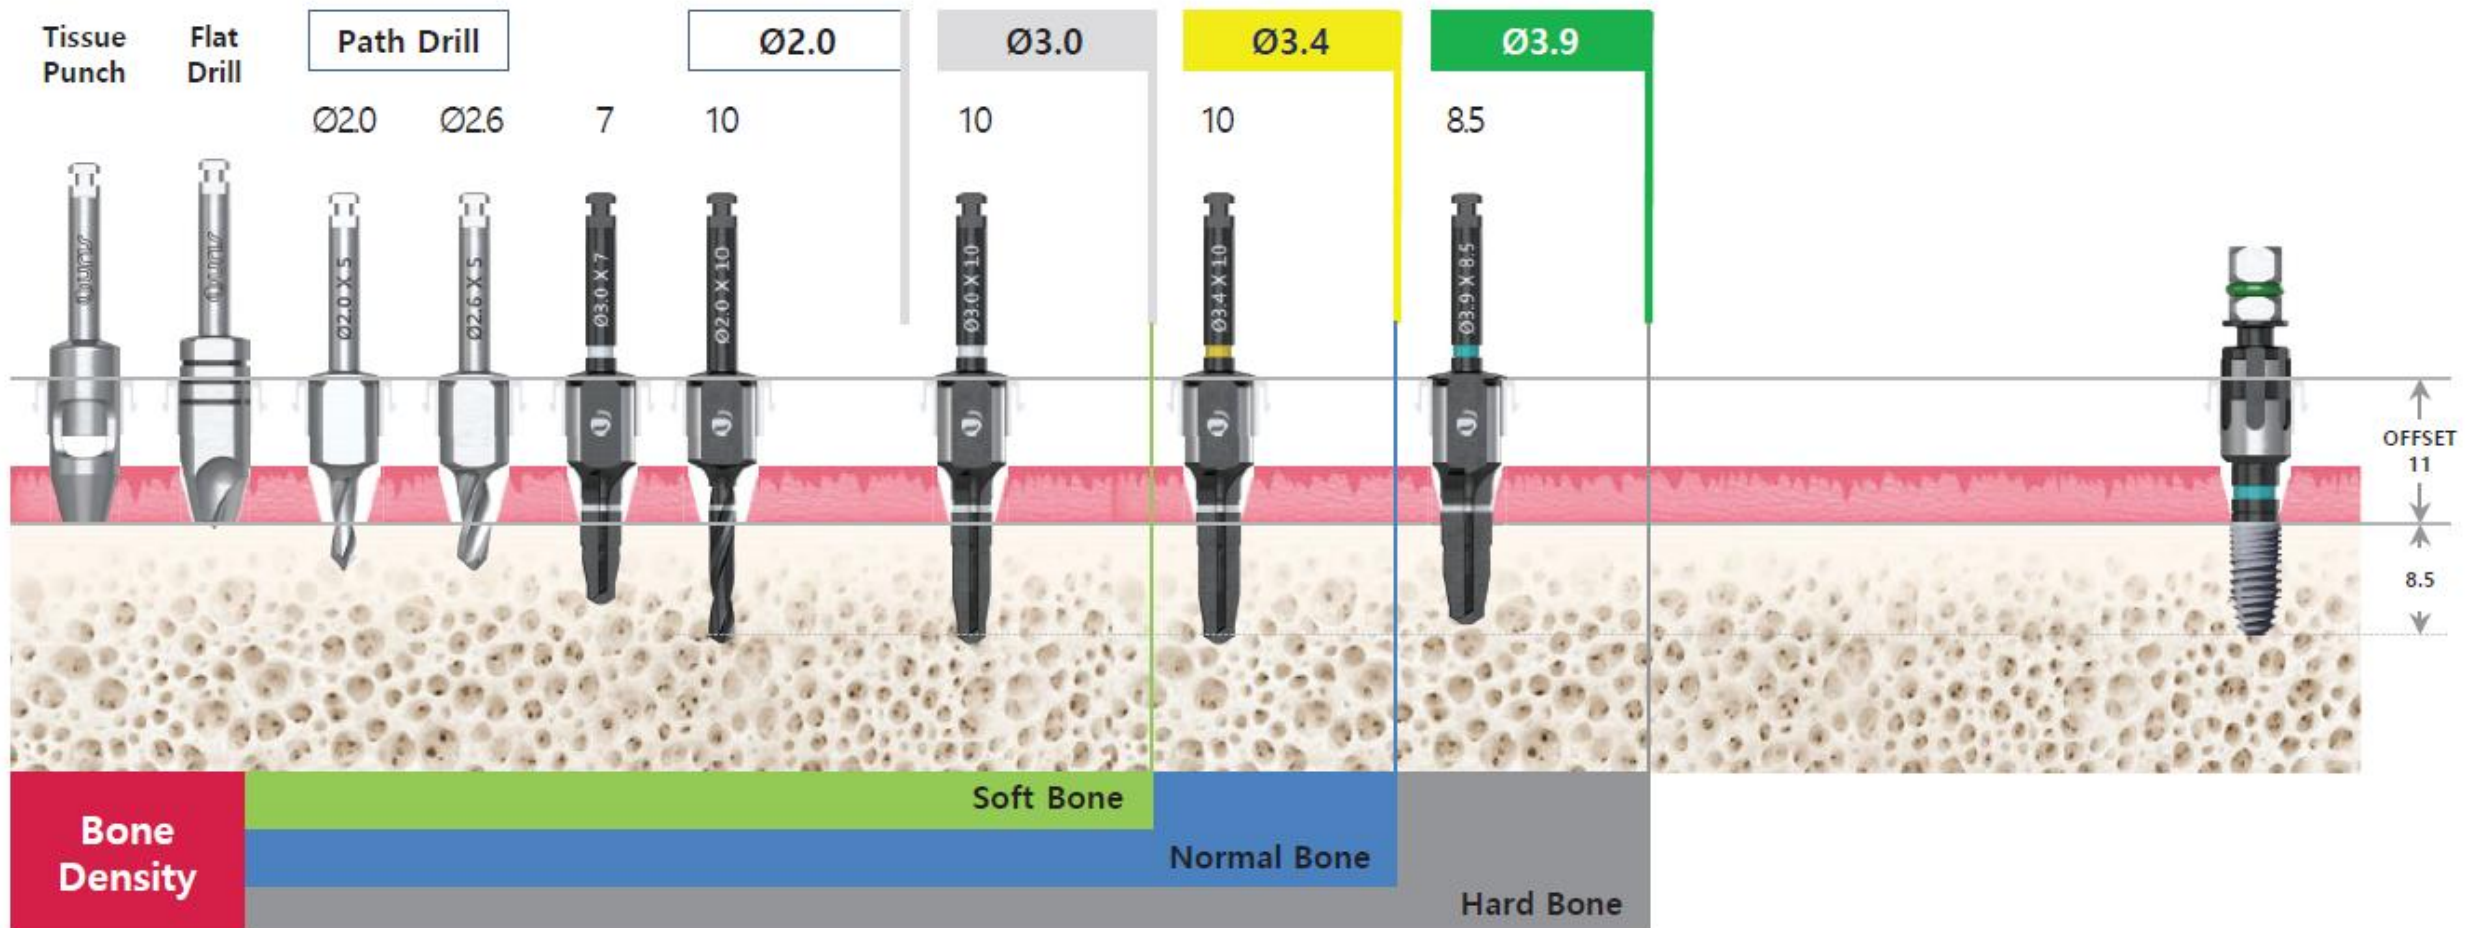 Tissue
Punch
Flat
Drill
Path Drill
Ø2.0
Ø3.0
Ø3.4
Ø3.9
Ø2.0
Ø2.6
7
10
10
10
8.5
Ø2.0 X 5
Ø2.6 X 5
Ø3.0 X 7
Ø2.0 X 10
Ø3.0 X 10
Ø3.4 X 10
Ø3.9 X 8.5
OFFSET
11
8.5
Soft Bone
Bone
Density
Normal Bone
Hard Bone